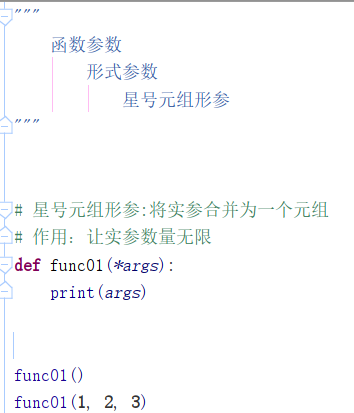 """
    函数参数
        形式参数
            星号元组形参
"""
# 星号元组形参:将实参合并为一个元组
# 作用：让实参数量无限
def func01(*args):
    print(args)
func01()
func01(1, 2, 3)